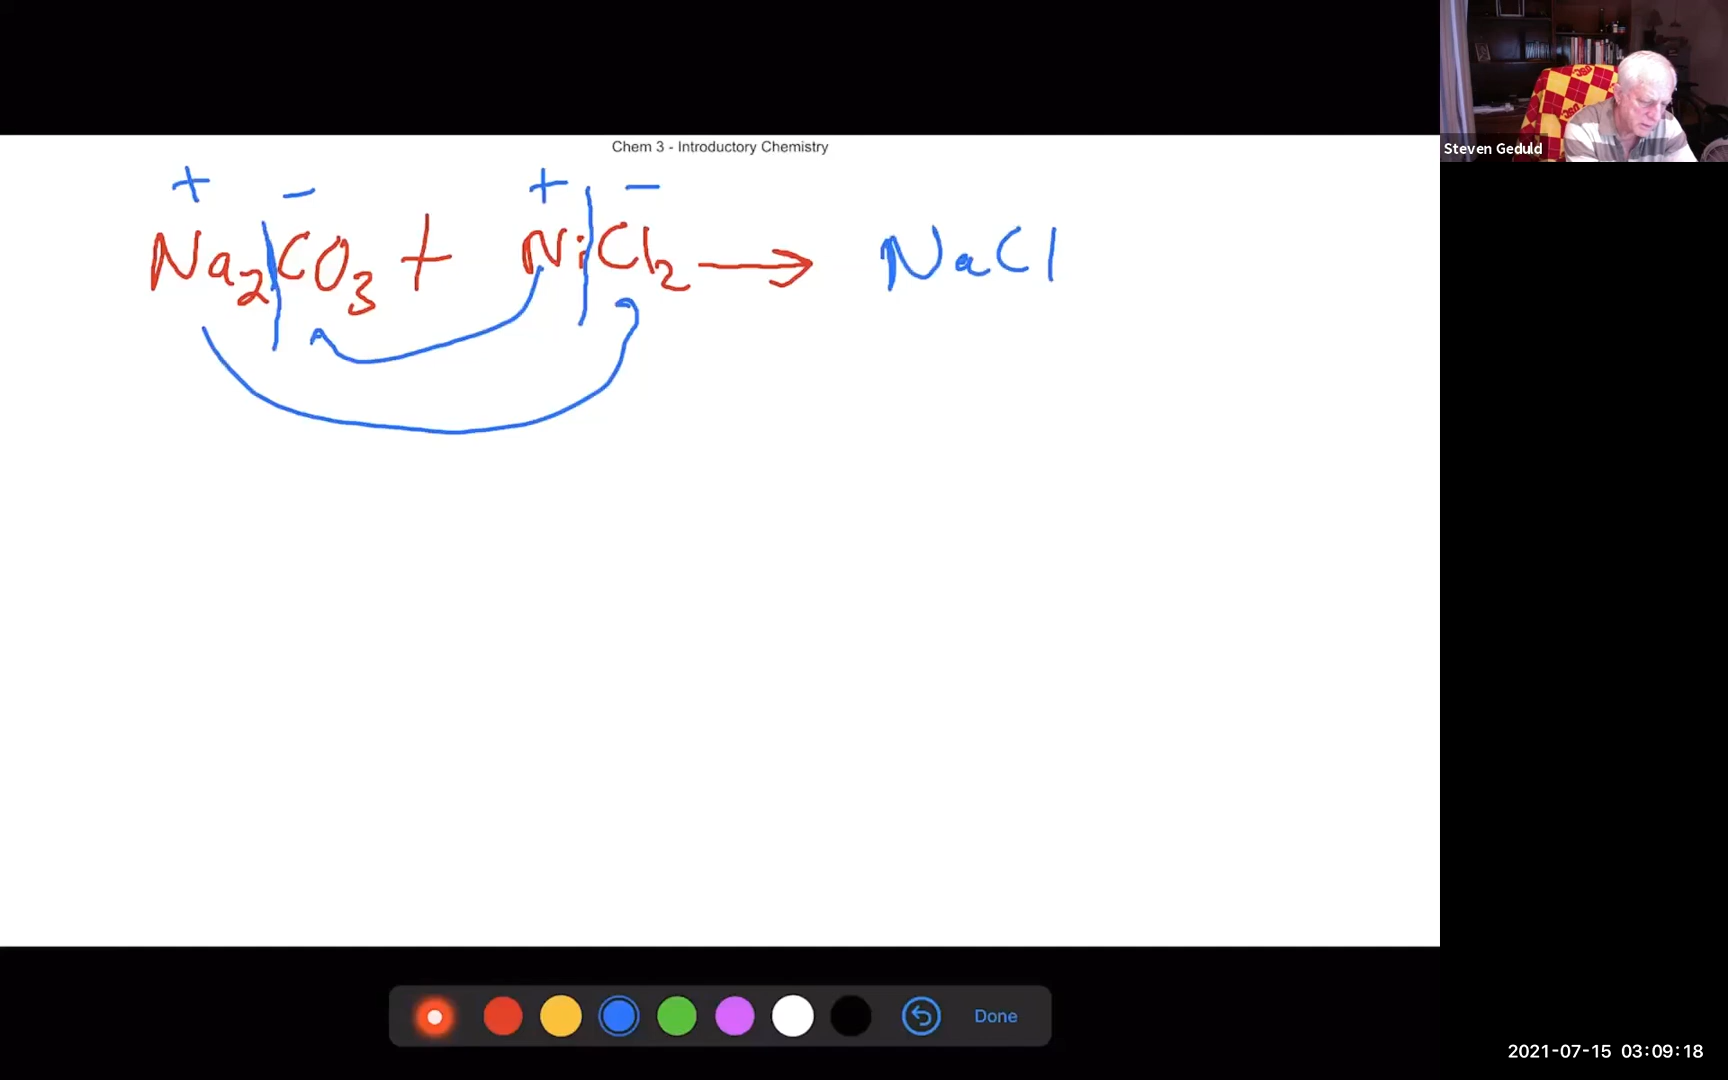 Chem 3 - Introductory Chemistry
Steven Geduld
+ − + −
Na₂CO₃ + NiCl₂ → NaCl
Done
2021-07-15 03:09:18